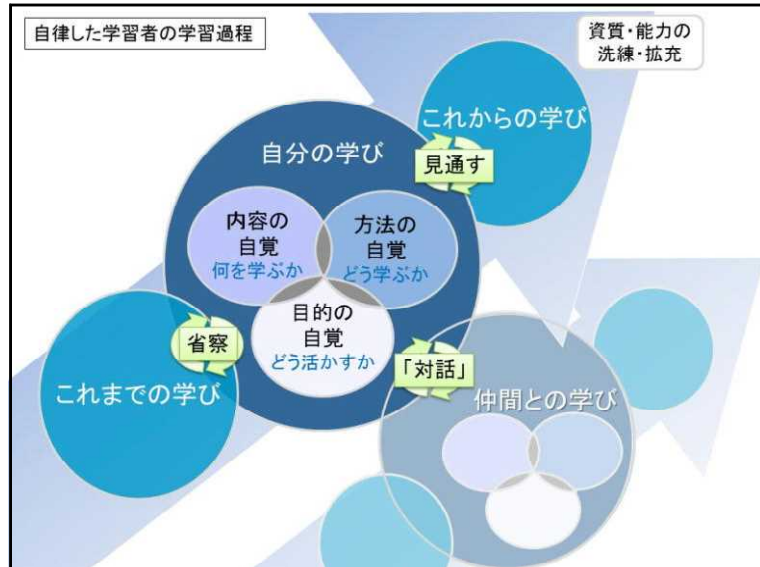 自律した学習者の学習過程
資質・能力の
洗練・拡充
これからの学び
自分の学び
見通す
内容の
自覚
何を学ぶか
方法の
自覚
どう学ぶか
目的の
自覚
どう活かすか
省察
これまでの学び
「対話」
仲間との学び